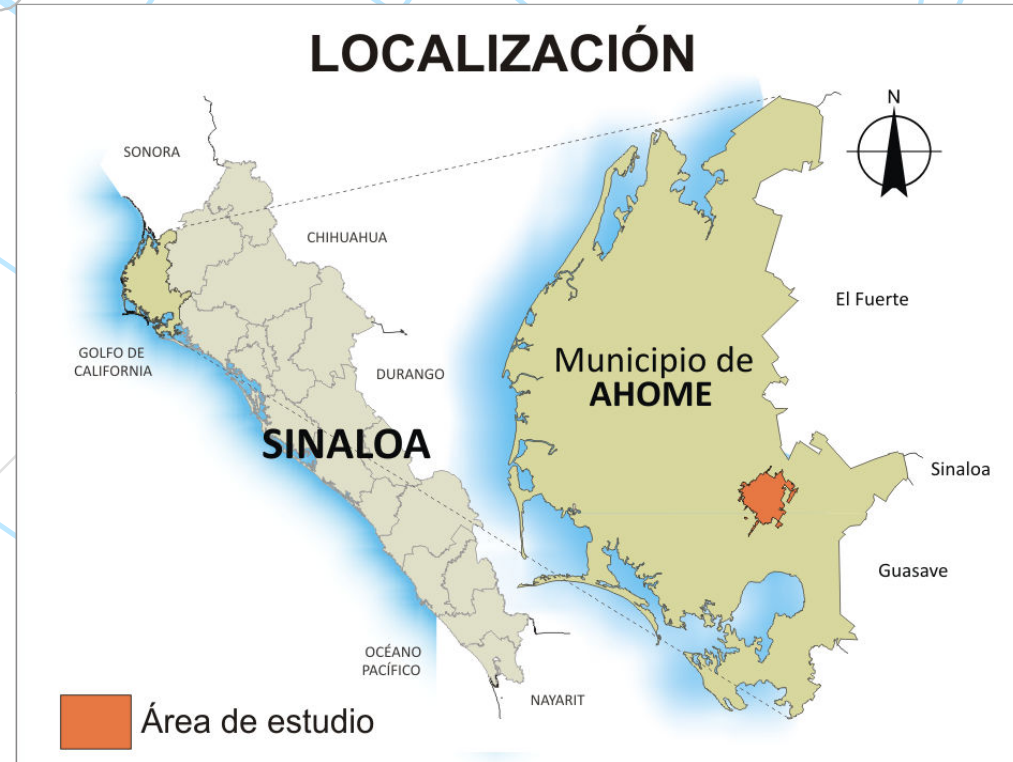 LOCALIZACIÓN
N
SONORA
CHIHUAHUA
El Fuerte
GOLFO DE
CALIFORNIA
DURANGO
Municipio de
AHOME
SINALOA
Sinaloa
Guasave
OCÉANO
PACÍFICO
NAYARIT
Área de estudio